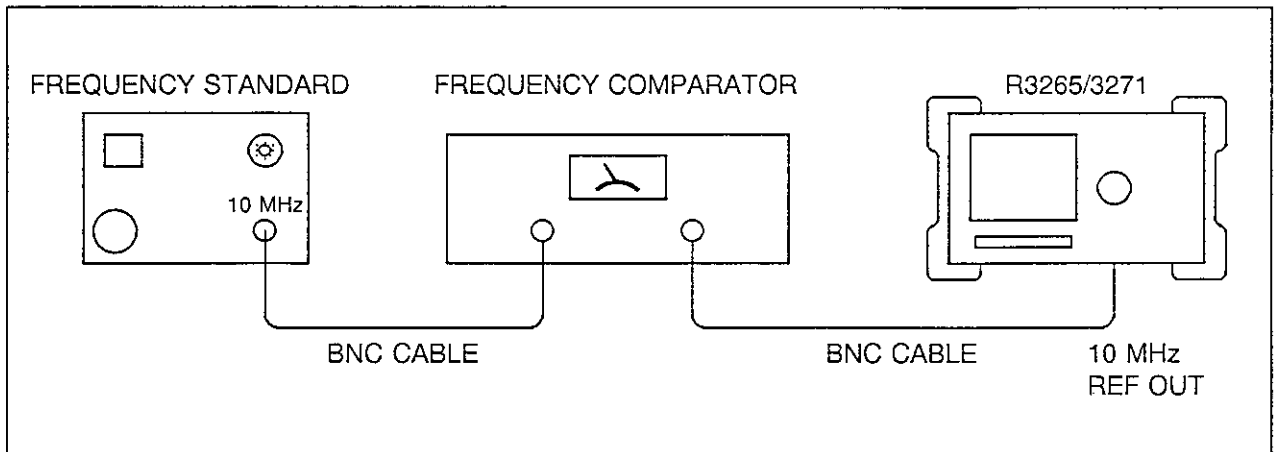 FREQUENCY STANDARD
FREQUENCY COMPARATOR
R3265/3271
10 MHz
BNC CABLE
BNC CABLE
10 MHz
REF OUT